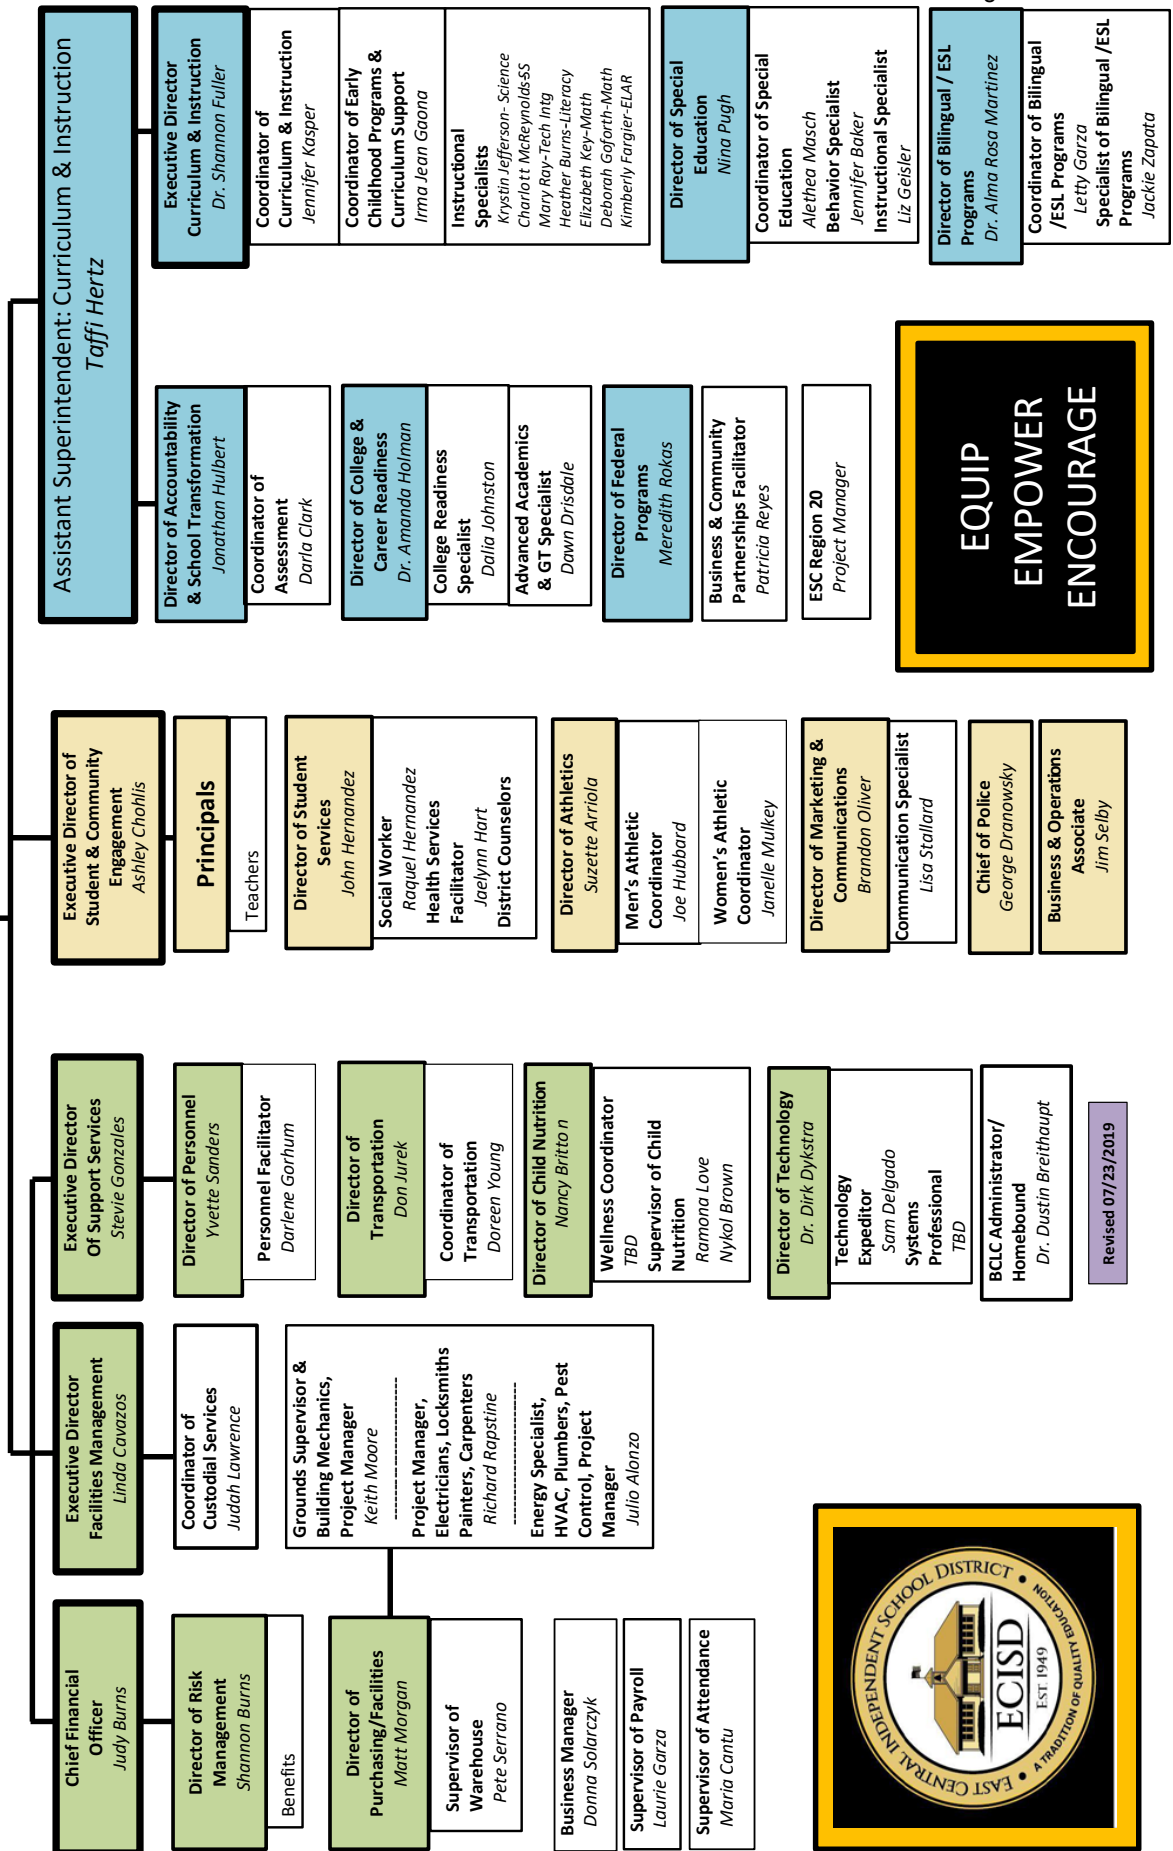 Chief Financial
Officer
Judy Burns
Director of Risk
Management
Shannon Burns
Benefits
Director of
Purchasing/Facilities
Matt Morgan
Supervisor of
Warehouse
Pete Serrano
Business Manager
Donna Solarczyk
Supervisor of Payroll
Laurie Garza
Supervisor of Attendance
Maria Cantu
Executive Director
Facilities Management
Linda Cavazos
Coordinator of
Custodial Services
Judah Lawrence
Grounds Supervisor &
Building Mechanics,
Project Manager
Keith Moore
Project Manager,
Electricians, Locksmiths
Painters, Carpenters
Richard Rapstine
Energy Specialist,
HVAC, Plumbers, Pest
Control, Project
Manager
Julio Alonzo
Executive Director
Of Support Services
Stevie Gonzales
Director of Personnel
Yvette Sanders
Personnel Facilitator
Darlene Gorhum
Director of
Transportation
Don Jurek
Coordinator of
Transportation
Doreen Young
Director of Child Nutrition
Nancy Britton
Wellness Coordinator
TBD
Supervisor of Child
Nutrition
Ramona Love
Nykol Brown
Director of Technology
Dr. Dirk Dykstra
Technology
Expeditor
Sam Delgado
Systems
Professional
TBD
BCLC Administrator/
Homebound
Dr. Dustin Breithaupt
Revised 07/23/2019
Executive Director of
Student & Community
Engagement
Ashley Chohlis
Principals
Teachers
Director of Student
Services
John Hernandez
Social Worker
Raquel Hernandez
Health Services
Facilitator
Jaelynn Hart
District Counselors
Director of Athletics
Suzette Arriola
Men's Athletic
Coordinator
Joe Hubbard
Women's Athletic
Coordinator
Janelle Mulkey
Director of Marketing &
Communications
Brandon Oliver
Communication Specialist
Lisa Stallard
Chief of Police
George Dranowsky
Business & Operations
Associate
Jim Selby
Assistant Superintendent: Curriculum & Instruction
Taffi Hertz
Director of Accountability
& School Transformation
Jonathan Hulbert
Coordinator of
Assessment
Darla Clark
Director of College &
Career Readiness
Dr. Amanda Holman
College Readiness
Specialist
Dalia Johnston
Advanced Academics
& GT Specialist
Dawn Drisdale
Director of Federal
Programs
Meredith Rokas
Business & Community
Partnerships Facilitator
Patricia Reyes
ESC Region 20
Project Manager
Executive Director
Curriculum & Instruction
Dr. Shannon Fuller
Coordinator of
Curriculum & Instruction
Jennifer Kasper
Coordinator of Early
Childhood Programs &
Curriculum Support
Irma Jean Gaona
Instructional
Specialists
Krystin Jefferson- Science
Charlott McReynolds-SS
Mary Ray-Tech Intg
Heather Burns-Literacy
Elizabeth Key-Math
Deborah Goforth-Math
Kimberly Fargier-ELAR
Director of Special
Education
Nina Pugh
Coordinator of Special
Education
Alethea Masch
Behavior Specialist
Jennifer Baker
Instructional Specialist
Liz Geisler
Director of Bilingual / ESL
Programs
Dr. Alma Rosa Martinez
Coordinator of Bilingual
/ESL Programs
Letty Garza
Specialist of Bilingual /ESL
Programs
Jackie Zapata
EAST CENTRAL INDEPENDENT SCHOOL DISTRICT
ECISD
EST. 1949
A TRADITION OF QUALITY EDUCATION
EQUIP
EMPOWER
ENCOURAGE